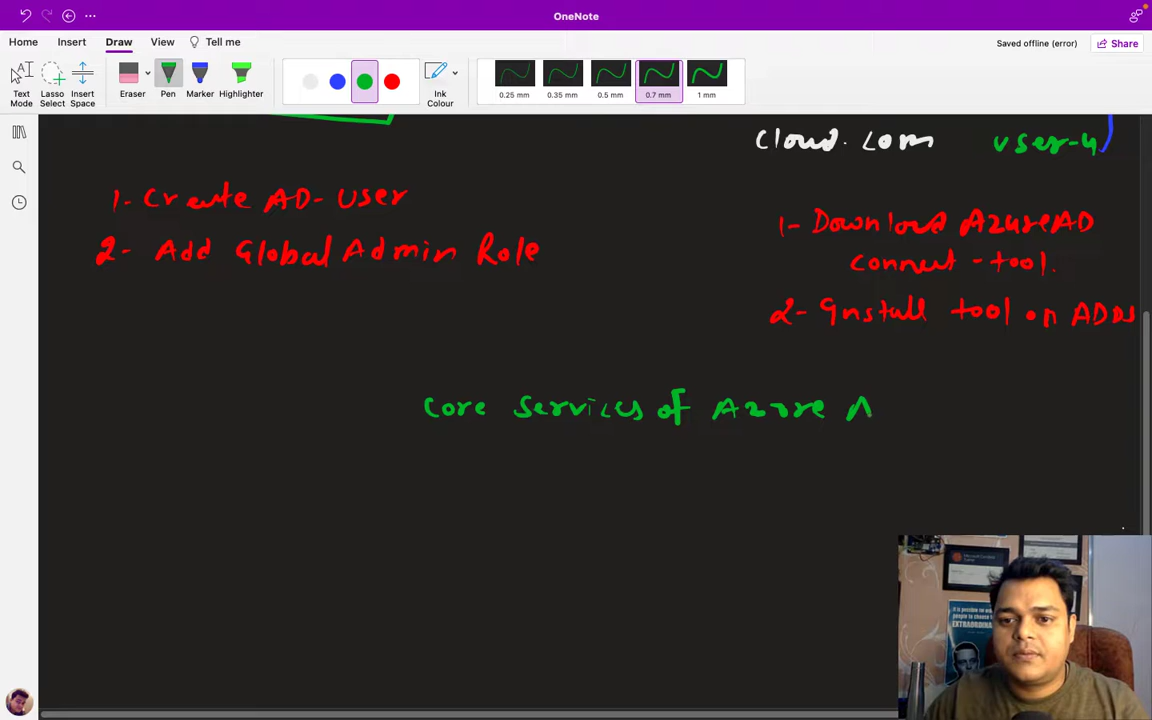 OneNote
Home Insert Draw View Tell me
Saved offline (error) Share
Text Mode
Lasso Select
Insert Space
Eraser
Pen
Marker
Highlighter
Ink Colour
0.25 mm 0.35 mm 0.5 mm 0.7 mm 1 mm
cloud.com user-4
1- Create AD-User
2- Add Global Admin Role
1- Download AzureAD
connect -tool.
2- Install tool on ADDS
core services of Azure A
EXTRAORDINA